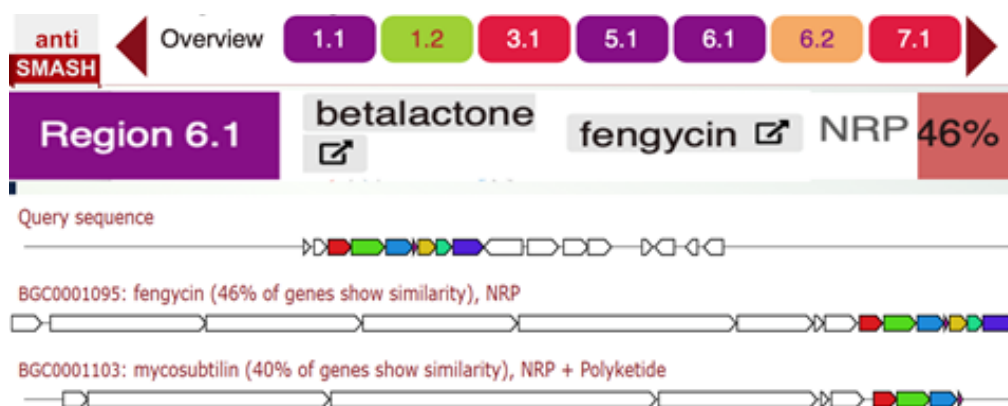 anti
SMASH
Overview
1.1
1.2
3.1
5.1
6.1
6.2
7.1
Region 6.1
betalactone
fengycin
NRP
46%
Query sequence
BGC0001095: fengycin (46% of genes show similarity), NRP
BGC0001103: mycosubtilin (40% of genes show similarity), NRP + Polyketide